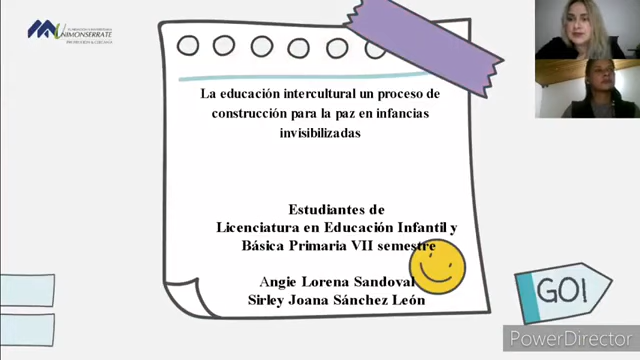 UNIMONSERRATE
La educación intercultural un proceso de
construcción para la paz en infancias
invisibilizadas
Estudiantes de
Licenciatura en Educación Infantil y
Básica Primaria VII semestre
Angie Lorena Sandoval
Sirley Joana Sánchez León
GO!
PowerDirector